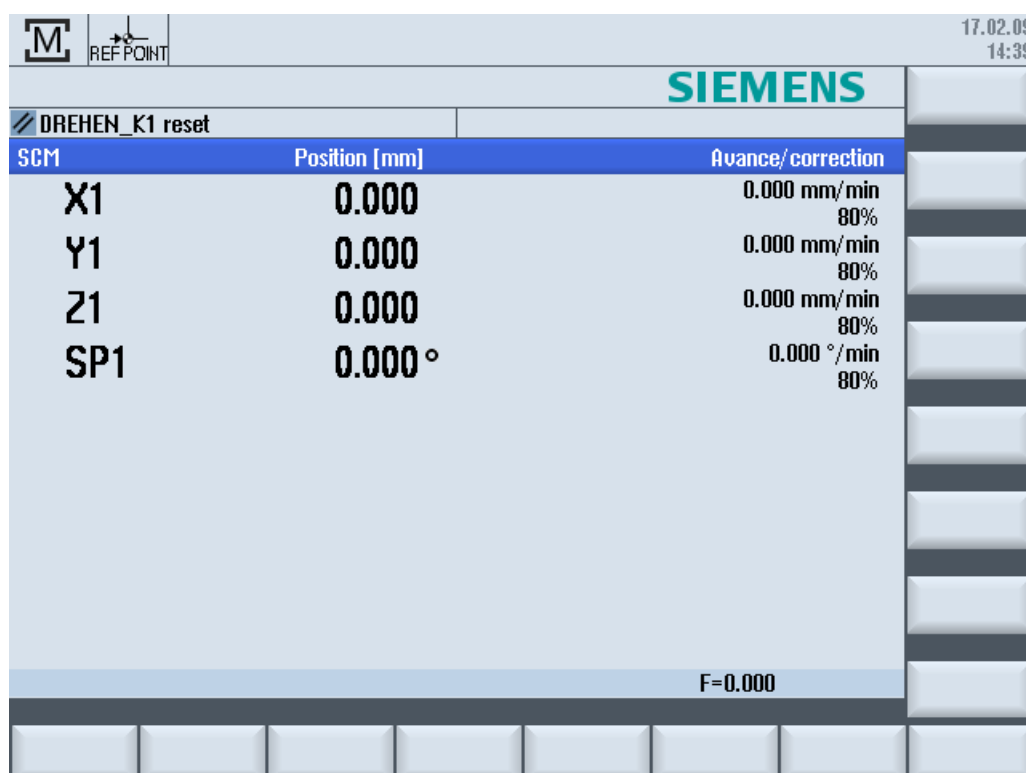 M
REF POINT
17.02.09
14:39
SIEMENS
DREHEN_K1 reset
SCM Position [mm] Avance/correction
X1 0.000 0.000 mm/min
80%
Y1 0.000 0.000 mm/min
80%
Z1 0.000 0.000 mm/min
80%
SP1 0.000° 0.000 °/min
80%
F=0.000